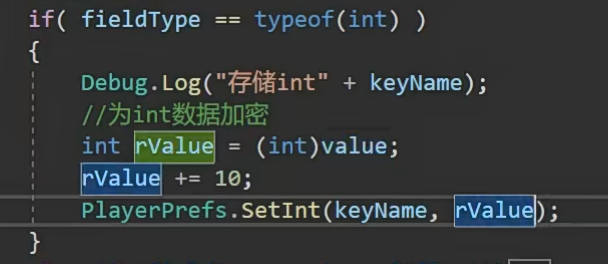 if( fieldType == typeof(int) )
{
Debug.Log("存储int" + keyName);
//为int数据加密
int rValue = (int)value;
rValue += 10;
PlayerPrefs.SetInt(keyName, rValue);
}